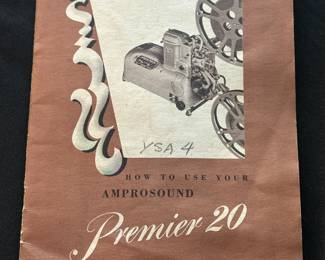 YSA 4
HOW TO USE YOUR
AMPROSOUND
Premier 20